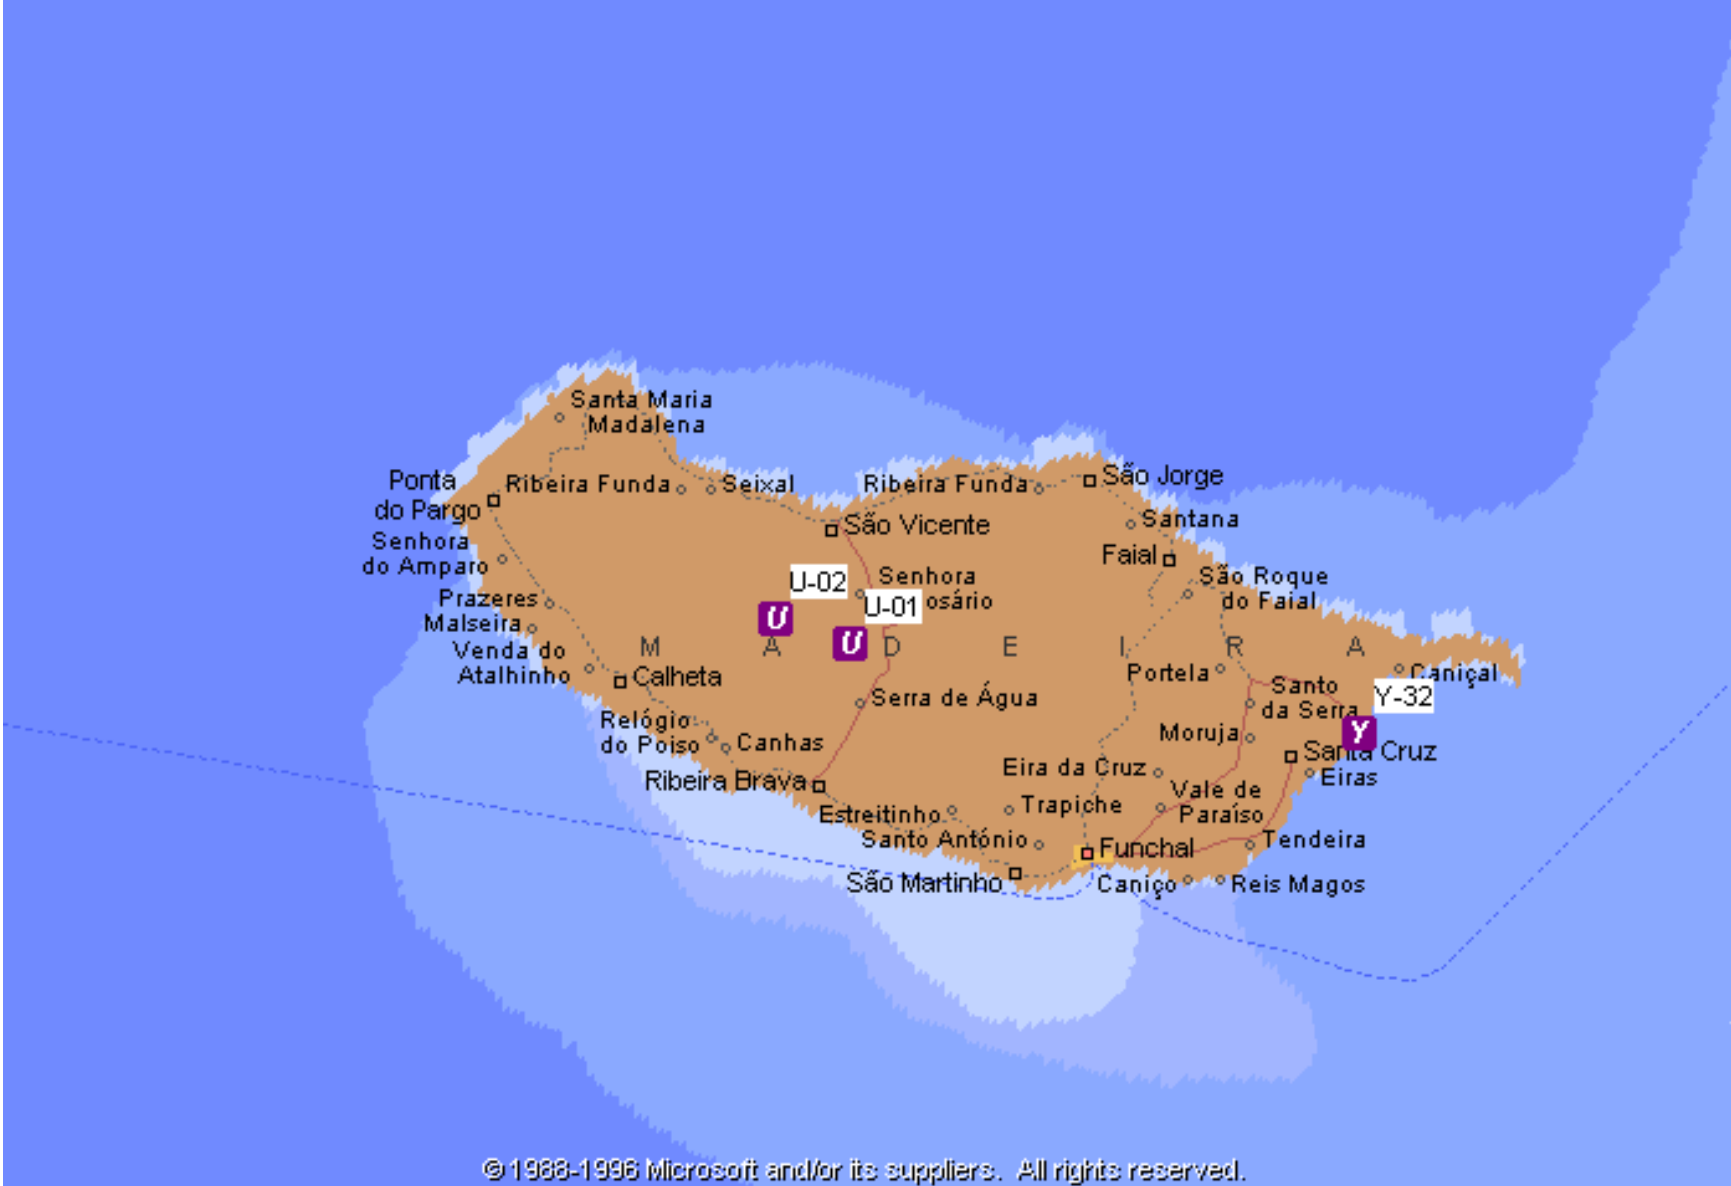 Santa Maria
Madalena
Ponta
do Pargo
Ribeira Funda
Seixal
Ribeira Funda
São Jorge
Senhora
do Amparo
São Vicente
Santana
Faial
U-02
Senhora
osário
São Roque
do Faial
Prazeres
U-01
Malseira
U
U
M A D E I R A
Venda do
Atalhinho
Calheta
Portela
Caniçal
Serra de Água
Santo
da Serra
Y-32
Relógio
do Poiso
Canhas
Moruja
Y
Santa Cruz
Ribeira Brava
Eira da Cruz
Eiras
Estreitinho
Trapiche
Vale de
Paraíso
Santo António
Funchal
Tendeira
São Martinho
Caniço
Reis Magos
© 1988-1996 Microsoft and/or its suppliers. All rights reserved.